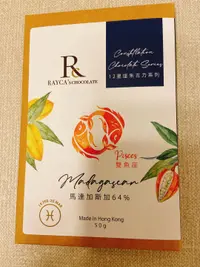 R
RAYCA'S CHOCOLATE
Constellation
Chocolate Series
12星座朱古力系列
Pisces
雙魚座
Madagascan
馬達加斯加64%
Made in Hong Kong
50g